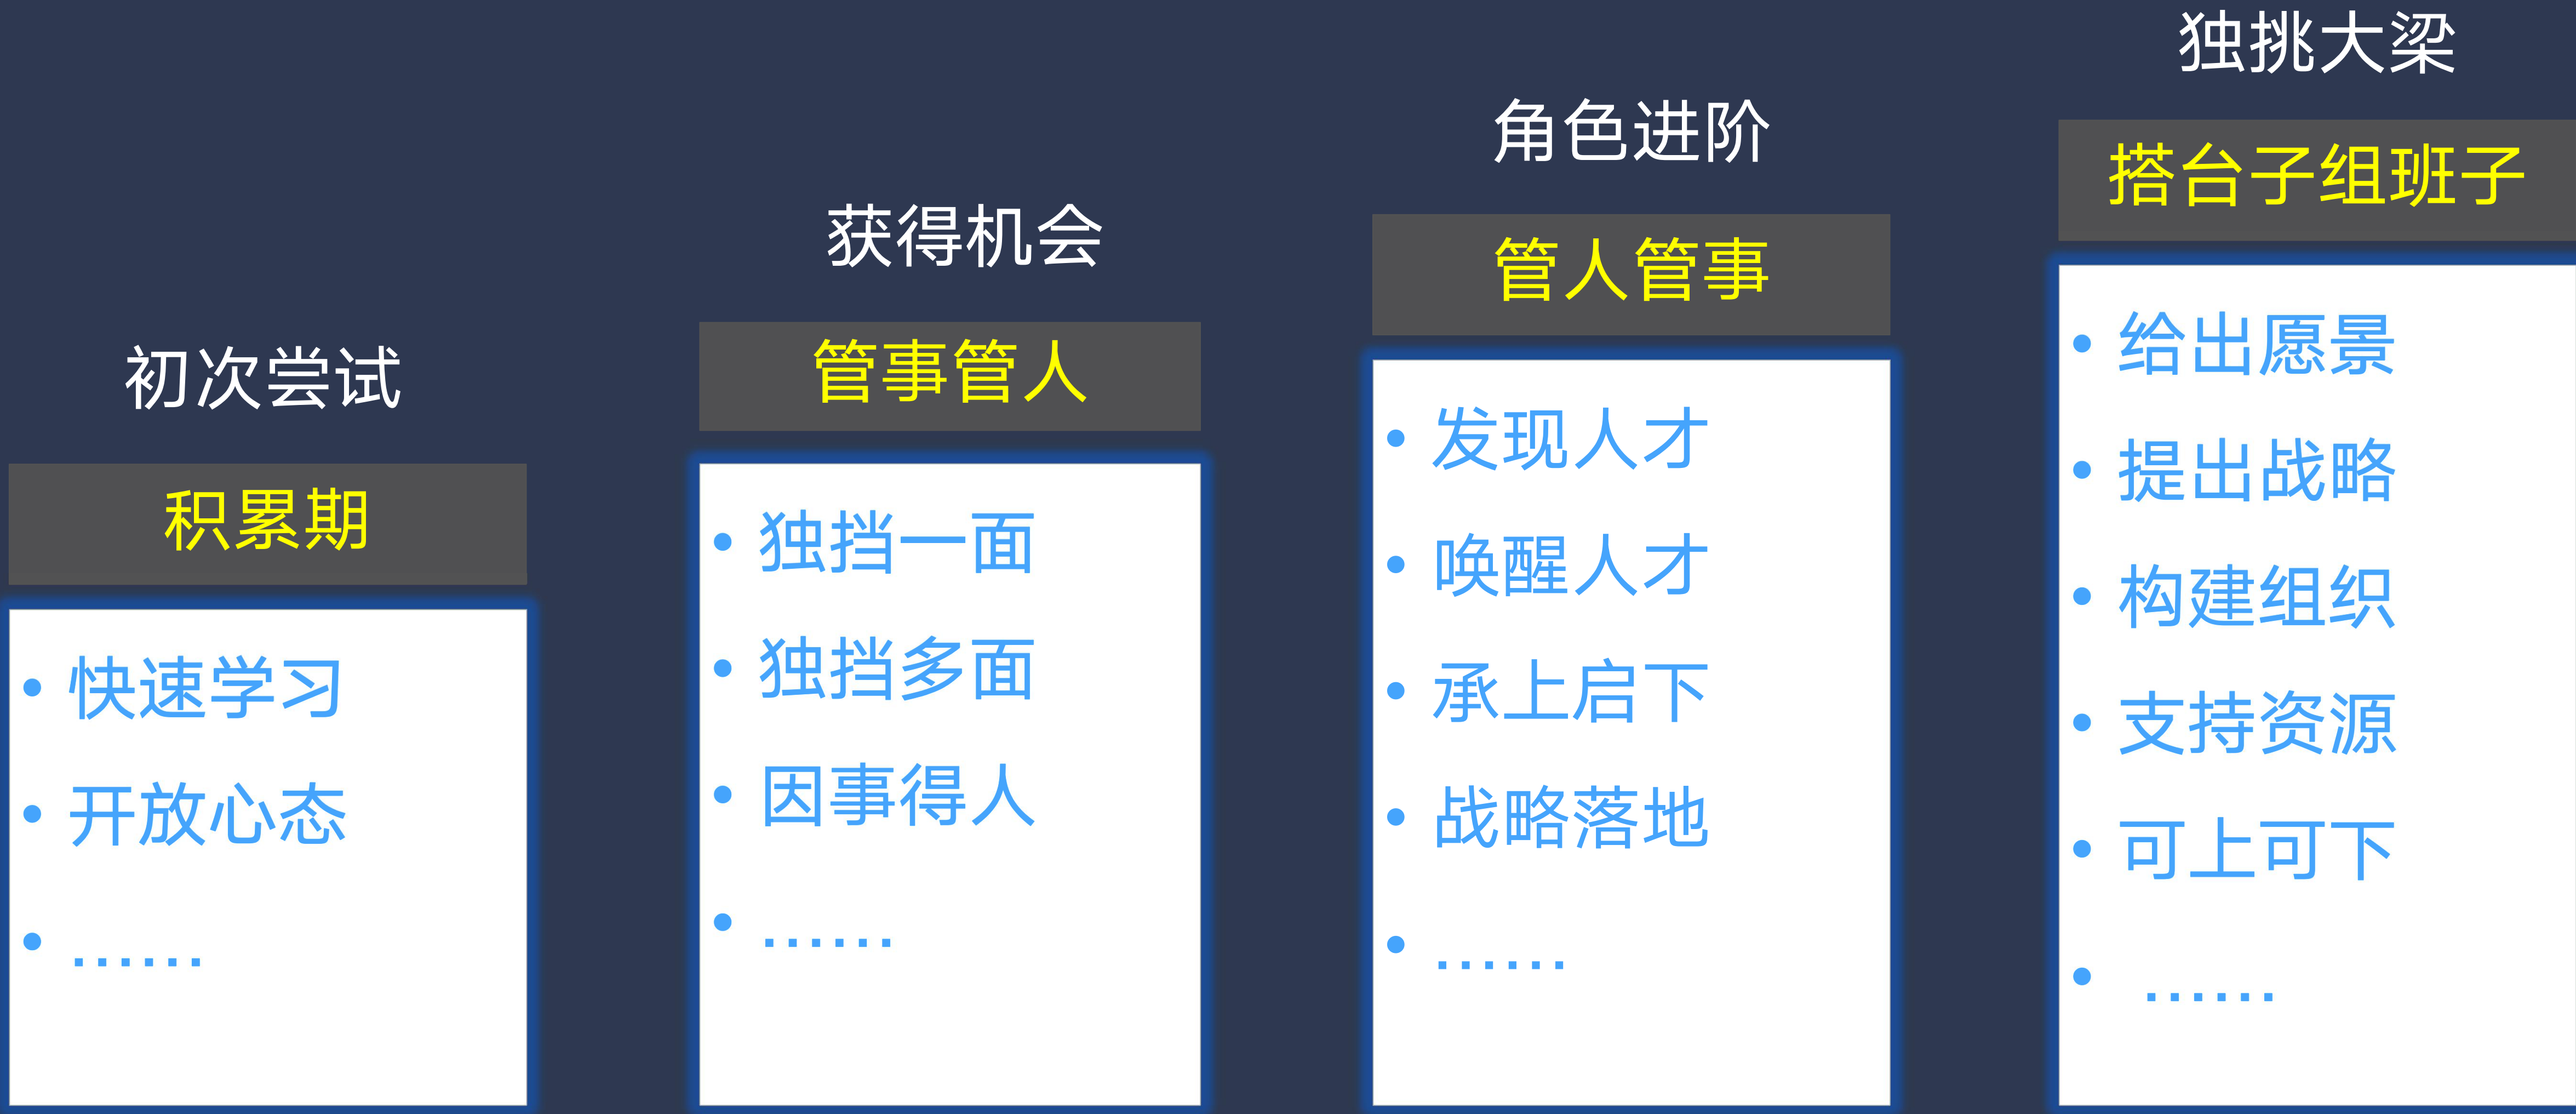 初次尝试
积累期
• 快速学习
• 开放心态
• ……
获得机会
管事管人
• 独挡一面
• 独挡多面
• 因事得人
• ……
角色进阶
管人管事
• 发现人才
• 唤醒人才
• 承上启下
• 战略落地
• ……
独挑大梁
搭台子组班子
• 给出愿景
• 提出战略
• 构建组织
• 支持资源
• 可上可下
• ……